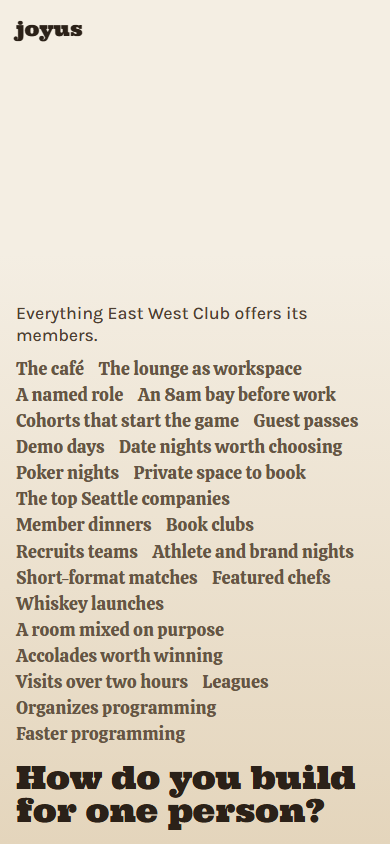 joyus
Everything East West Club offers its
members.
The café The lounge as workspace
A named role An 8am bay before work
Cohorts that start the game Guest passes
Demo days Date nights worth choosing
Poker nights Private space to book
The top Seattle companies
Member dinners Book clubs
Recruits teams Athlete and brand nights
Short-format matches Featured chefs
Whiskey launches
A room mixed on purpose
Accolades worth winning
Visits over two hours Leagues
Organizes programming
Faster programming
How do you build
for one person?